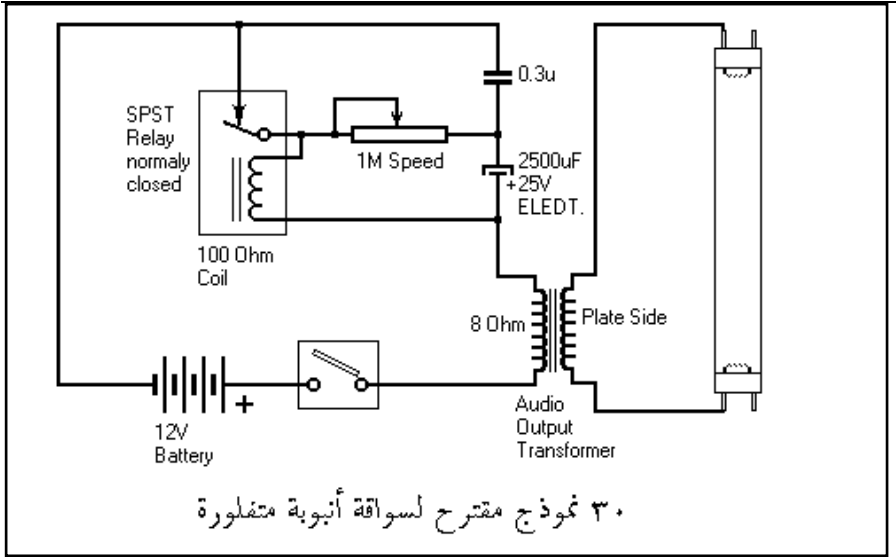 0.3u
SPST
Relay
normaly
closed
1M Speed
2500uF
+25V
ELEDT.
100 Ohm
Coil
8 Ohm
Plate Side
+
12V
Battery
Audio
Output
Transformer
٣٠ نموذج مقترح لسواقة أنبوبة متفلورة